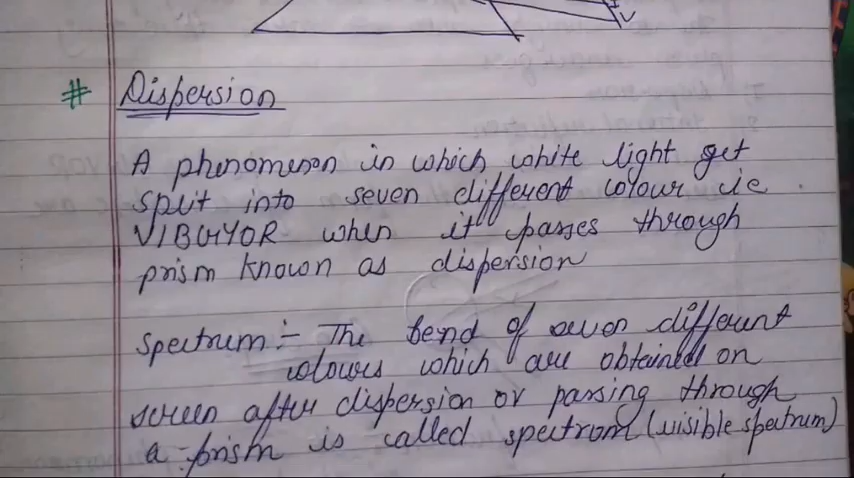 V
# Dispersion
A phenomenon in which white light get
split into seven different colour ie
VIBGYOR when it passes through
prism known as dispersion
Spectrum:- The bend of seven different
colours which are obtained on
screen after dispersion or passing through
a prism is called spectrom (visible spectrum)